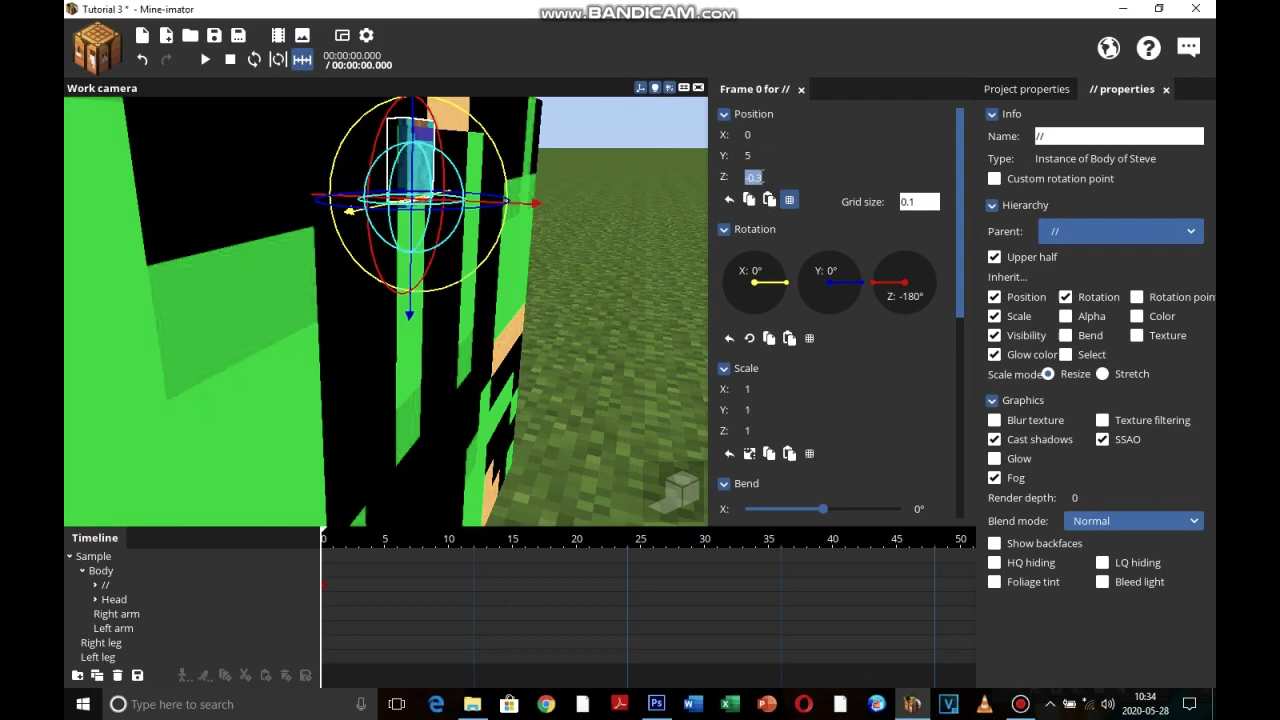 Tutorial 3 * - Mine-imator
www.BANDICAM.com
00:00:00.000
/ 00:00:00.000
Work camera
Frame 0 for //
Position
X: 0
Y: 5
Z: -0.3
Grid size: 0.1
Rotation
X: 0°
Y: 0°
Z: -180°
Scale
X: 1
Y: 1
Z: 1
Bend
X: 0°
Project properties
// properties
Info
Name: //
Type: Instance of Body of Steve
Custom rotation point
Hierarchy
Parent: //
Upper half
Inherit...
Position Rotation Rotation poin
Scale Alpha Color
Visibility Bend Texture
Glow color Select
Scale mode Resize Stretch
Graphics
Blur texture Texture filtering
Cast shadows SSAO
Glow
Fog
Render depth: 0
Blend mode: Normal
Show backfaces
HQ hiding LQ hiding
Foliage tint Bleed light
Timeline
0 5 10 15 20 25 30 35 40 45 50
Sample
Body
//
Head
Right arm
Left arm
Right leg
Left leg
Type here to search
10:34
2020-05-28